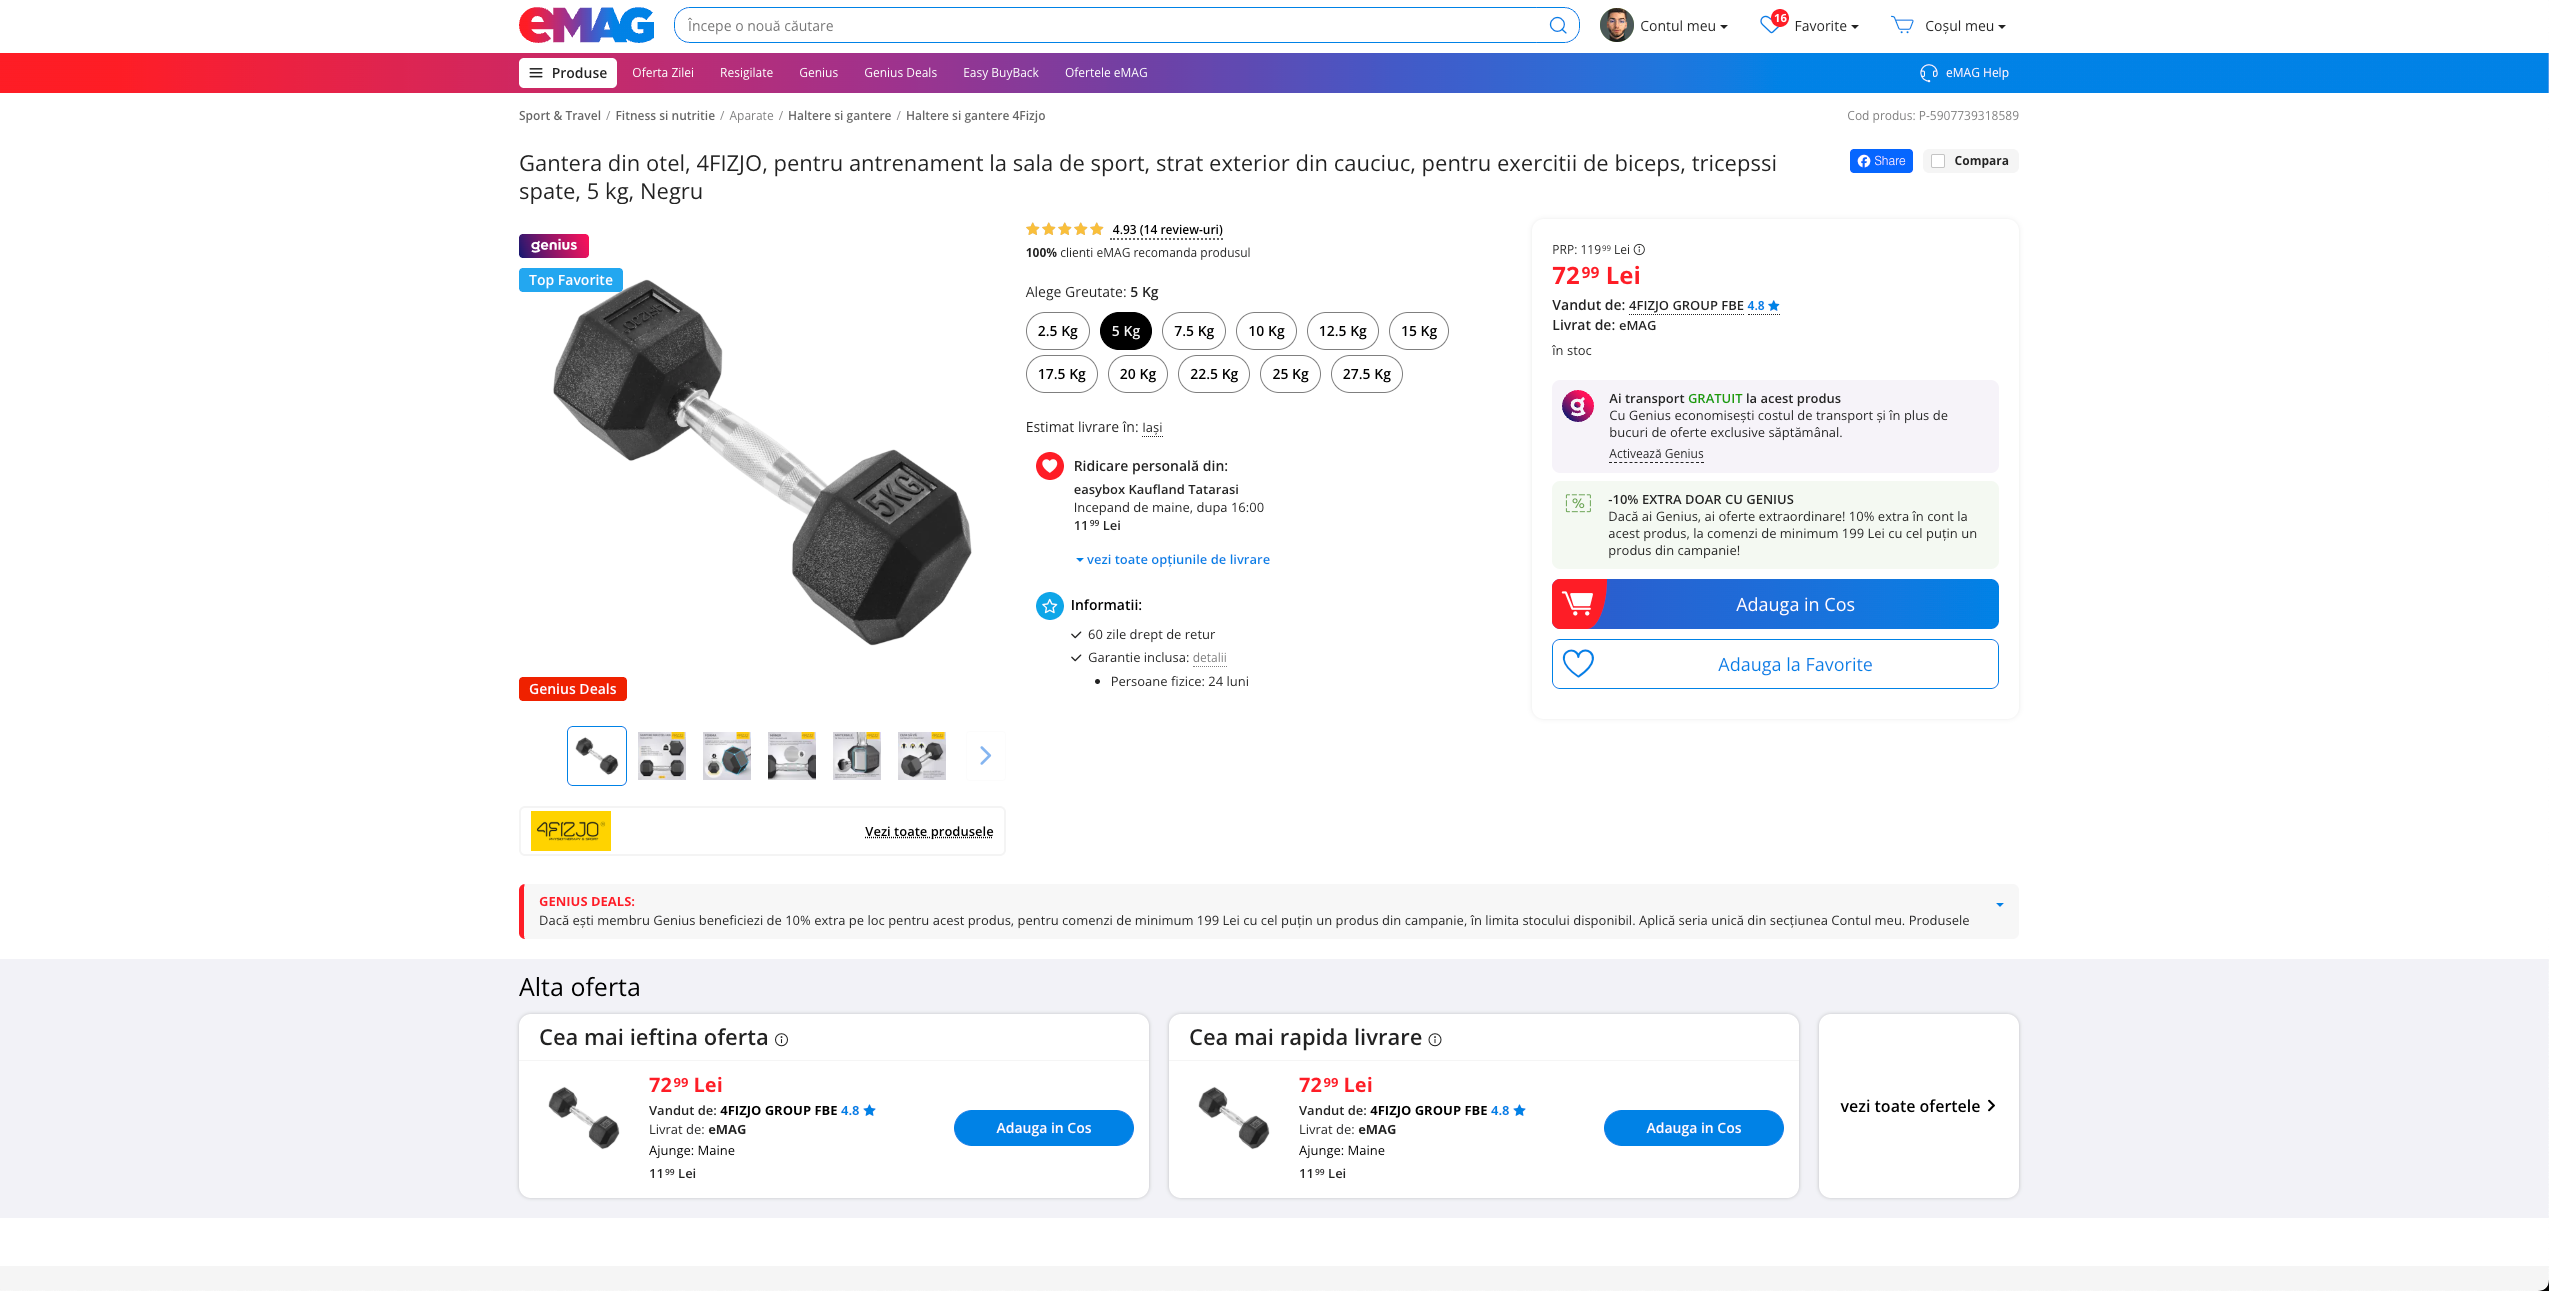 eMAG
Începe o nouă căutare
Contul meu
16
Favorite
Coșul meu
Produse
Oferta Zilei
Resigilate
Genius
Genius Deals
Easy BuyBack
Ofertele eMAG
eMAG Help
Sport & Travel / Fitness si nutritie / Aparate / Haltere si gantere / Haltere si gantere 4Fizjo
Cod produs: P-5907739318589
Gantera din otel, 4FIZJO, pentru antrenament la sala de sport, strat exterior din cauciuc, pentru exercitii de biceps, tricepssi
spate, 5 kg, Negru
Share
Compara
genius
Top Favorite
5KG
Genius Deals
4FIZJO
Vezi toate produsele
4.93 (14 review-uri)
100% clienti eMAG recomanda produsul
Alege Greutate: 5 Kg
2.5 Kg
5 Kg
7.5 Kg
10 Kg
12.5 Kg
15 Kg
17.5 Kg
20 Kg
22.5 Kg
25 Kg
27.5 Kg
Estimat livrare în: Iași
Ridicare personală din:
easybox Kaufland Tatarasi
Incepand de maine, dupa 16:00
11 99 Lei
vezi toate opțiunile de livrare
Informatii:
60 zile drept de retur
Garantie inclusa: detalii
Persoane fizice: 24 luni
PRP: 119 99 Lei
72 99 Lei
Vandut de: 4FIZJO GROUP FBE 4.8
Livrat de: eMAG
în stoc
Ai transport GRATUIT la acest produs
Cu Genius economisești costul de transport și în plus de
bucuri de oferte exclusive săptămânal.
Activează Genius
-10% EXTRA DOAR CU GENIUS
Dacă ai Genius, ai oferte extraordinare! 10% extra în cont la
acest produs, la comenzi de minimum 199 Lei cu cel puțin un
produs din campanie!
Adauga in Cos
Adauga la Favorite
GENIUS DEALS:
Dacă ești membru Genius beneficiezi de 10% extra pe loc pentru acest produs, pentru comenzi de minimum 199 Lei cu cel puțin un produs din campanie, în limita stocului disponibil. Aplică seria unică din secțiunea Contul meu. Produsele
Alta oferta
Cea mai ieftina oferta
72 99 Lei
Vandut de: 4FIZJO GROUP FBE 4.8
Livrat de: eMAG
Ajunge: Maine
11 99 Lei
Adauga in Cos
Cea mai rapida livrare
72 99 Lei
Vandut de: 4FIZJO GROUP FBE 4.8
Livrat de: eMAG
Ajunge: Maine
11 99 Lei
Adauga in Cos
vezi toate ofertele